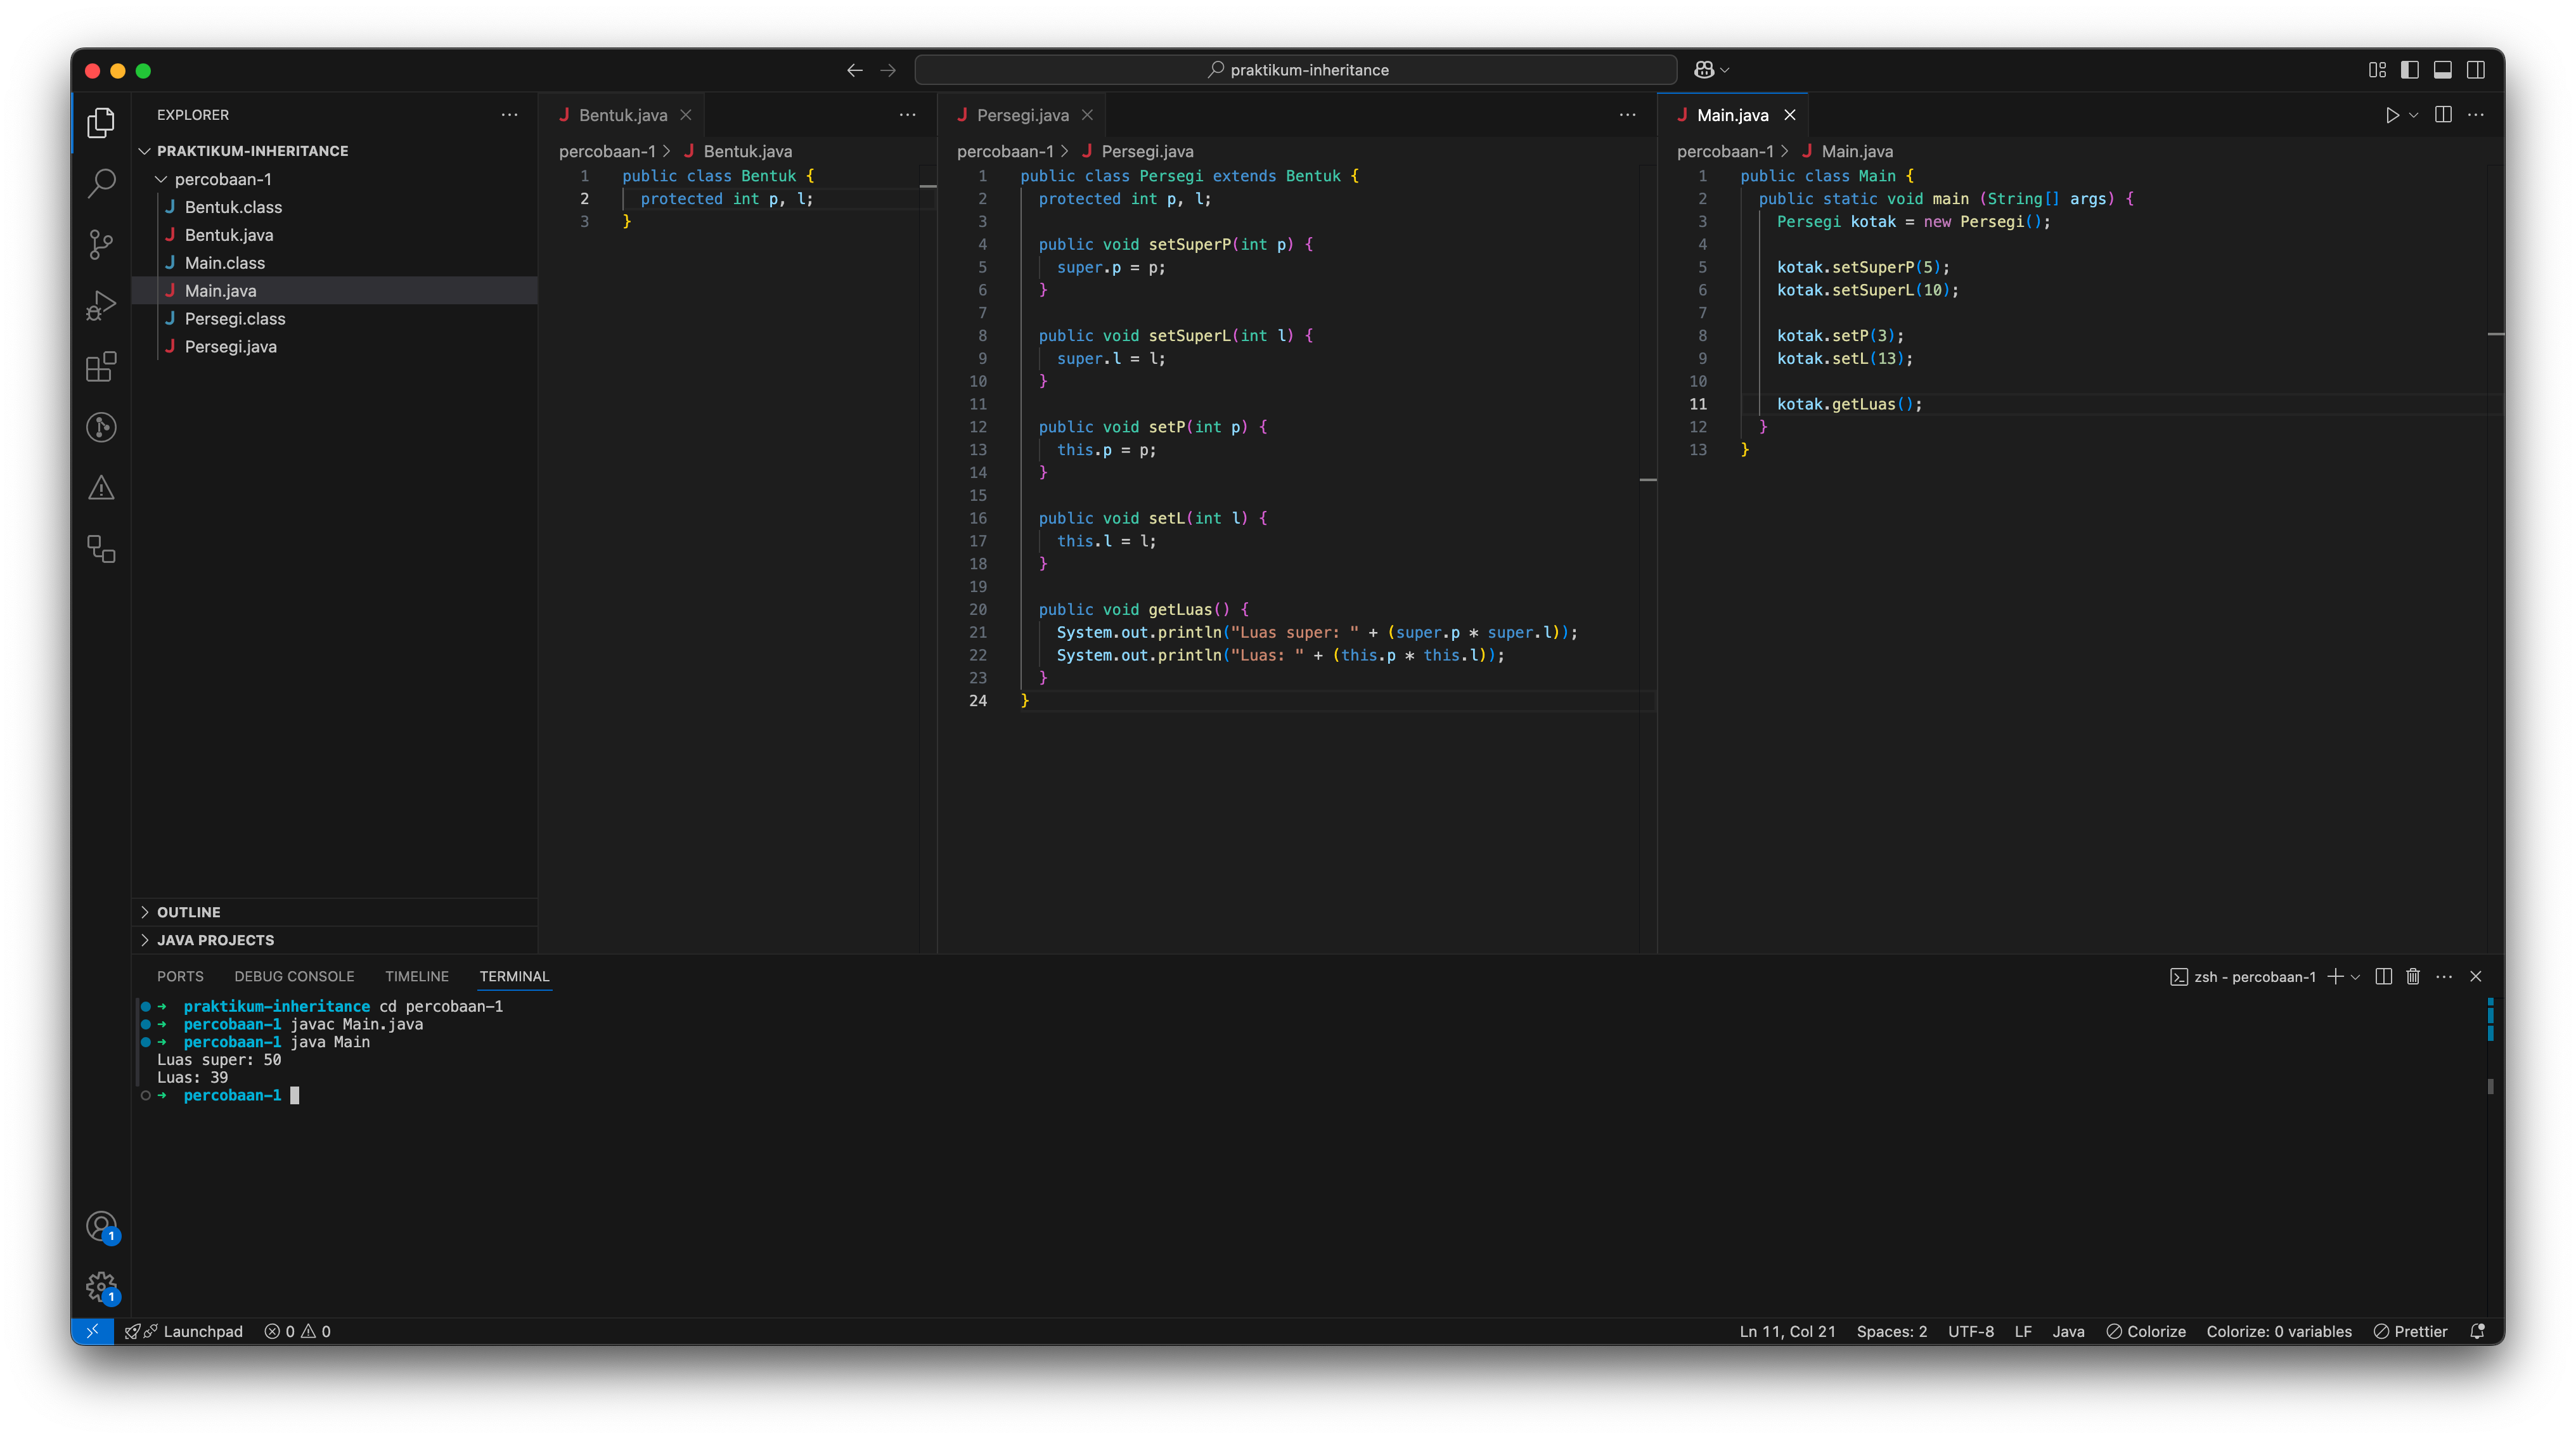 praktikum-inheritance
EXPLORER
PRAKTIKUM-INHERITANCE
percobaan-1
J Bentuk.class
J Bentuk.java
J Main.class
J Main.java
J Persegi.class
J Persegi.java
OUTLINE
JAVA PROJECTS
J Bentuk.java
percobaan-1 > J Bentuk.java
1 public class Bentuk {
2   protected int p, l;
3 }
J Persegi.java
percobaan-1 > J Persegi.java
1 public class Persegi extends Bentuk {
2   protected int p, l;
3
4   public void setSuperP(int p) {
5     super.p = p;
6   }
7
8   public void setSuperL(int l) {
9     super.l = l;
10   }
11
12   public void setP(int p) {
13     this.p = p;
14   }
15
16   public void setL(int l) {
17     this.l = l;
18   }
19
20   public void getLuas() {
21     System.out.println("Luas super: " + (super.p * super.l));
22     System.out.println("Luas: " + (this.p * this.l));
23   }
24 }
J Main.java
percobaan-1 > J Main.java
1 public class Main {
2   public static void main (String[] args) {
3     Persegi kotak = new Persegi();
4
5     kotak.setSuperP(5);
6     kotak.setSuperL(10);
7
8     kotak.setP(3);
9     kotak.setL(13);
10
11     kotak.getLuas();
12   }
13 }
PORTS DEBUG CONSOLE TIMELINE TERMINAL
zsh - percobaan-1
➜ praktikum-inheritance cd percobaan-1
➜ percobaan-1 javac Main.java
➜ percobaan-1 java Main
Luas super: 50
Luas: 39
➜ percobaan-1
1
1
Launchpad 0 0
Ln 11, Col 21 Spaces: 2 UTF-8 LF Java Colorize Colorize: 0 variables Prettier